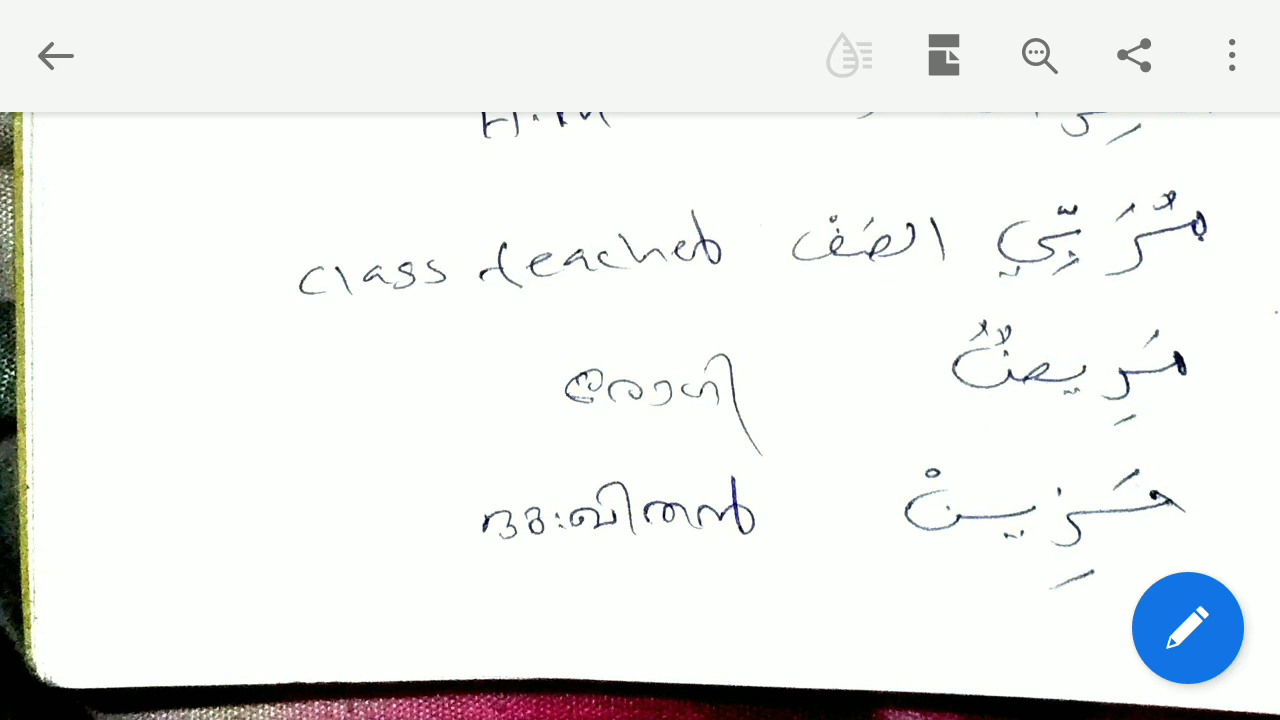 H.M
مُرَبِّي الصَفْ class teacher
مَرِيضٌ രോഗി
حَزِينْ ദുഃഖിതൻ